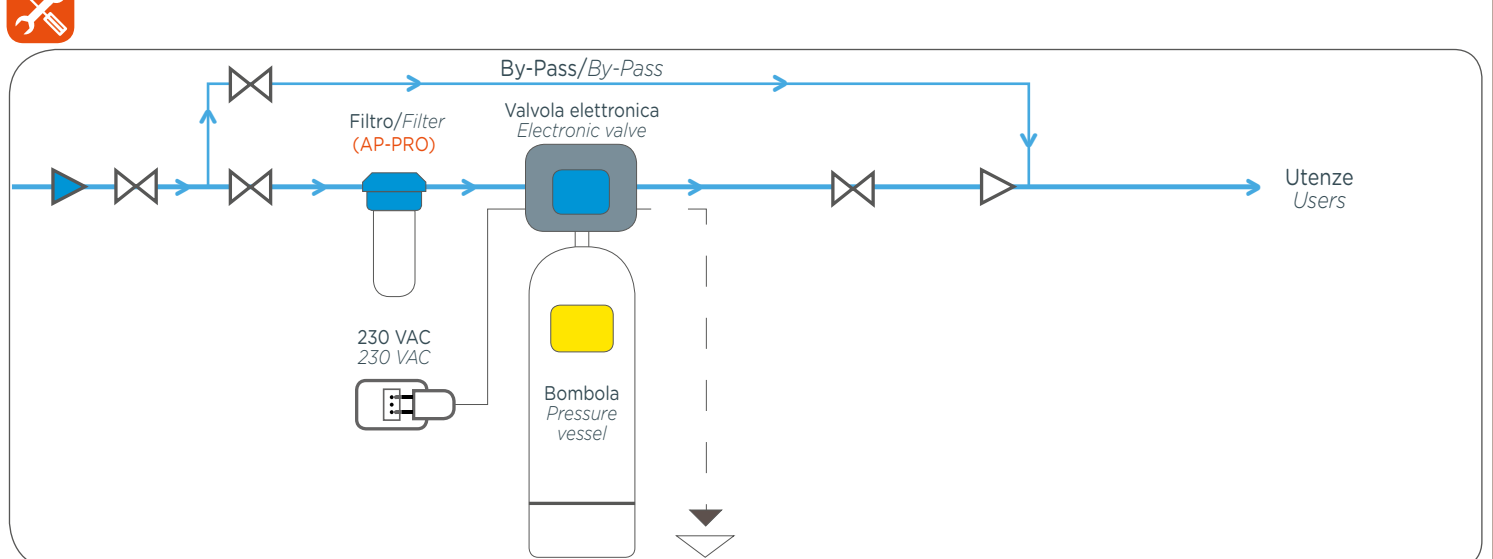 By-Pass/By-Pass
Valvola elettronica
Electronic valve
Filtro/Filter
(AP-PRO)
Utenze
Users
230 VAC
230 VAC
Bombola
Pressure
vessel